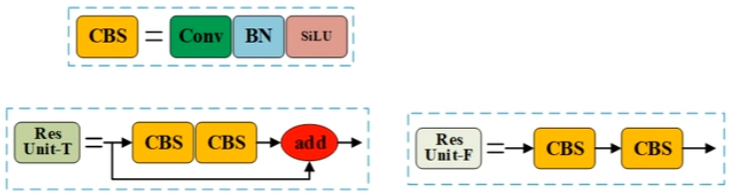 CBS = Conv BN SiLU
Res Unit-T = CBS CBS add
Res Unit-F = CBS CBS